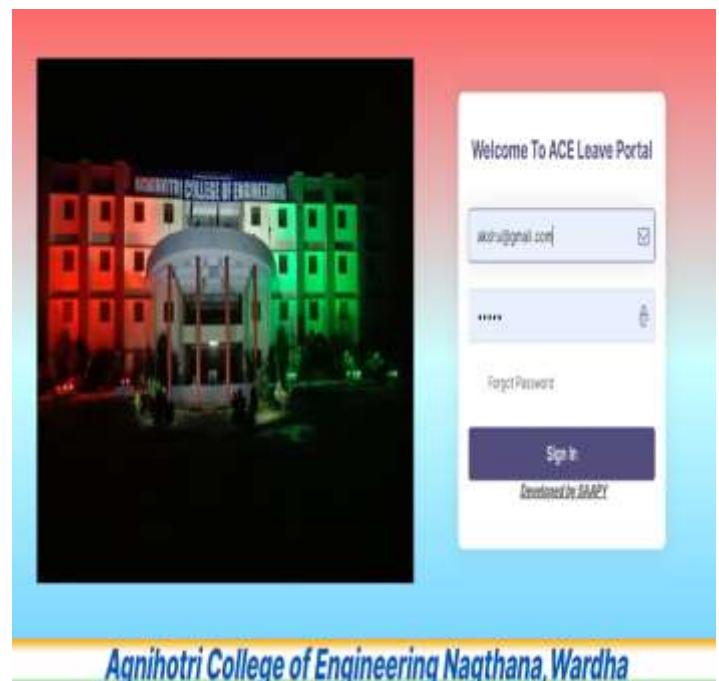 AGNIHOTRI COLLEGE OF ENGINEERING
Welcome To ACE Leave Portal
Forgot Password
Sign In
Developed by SAAPY
Agnihotri College of Engineering Nagthana,Wardha